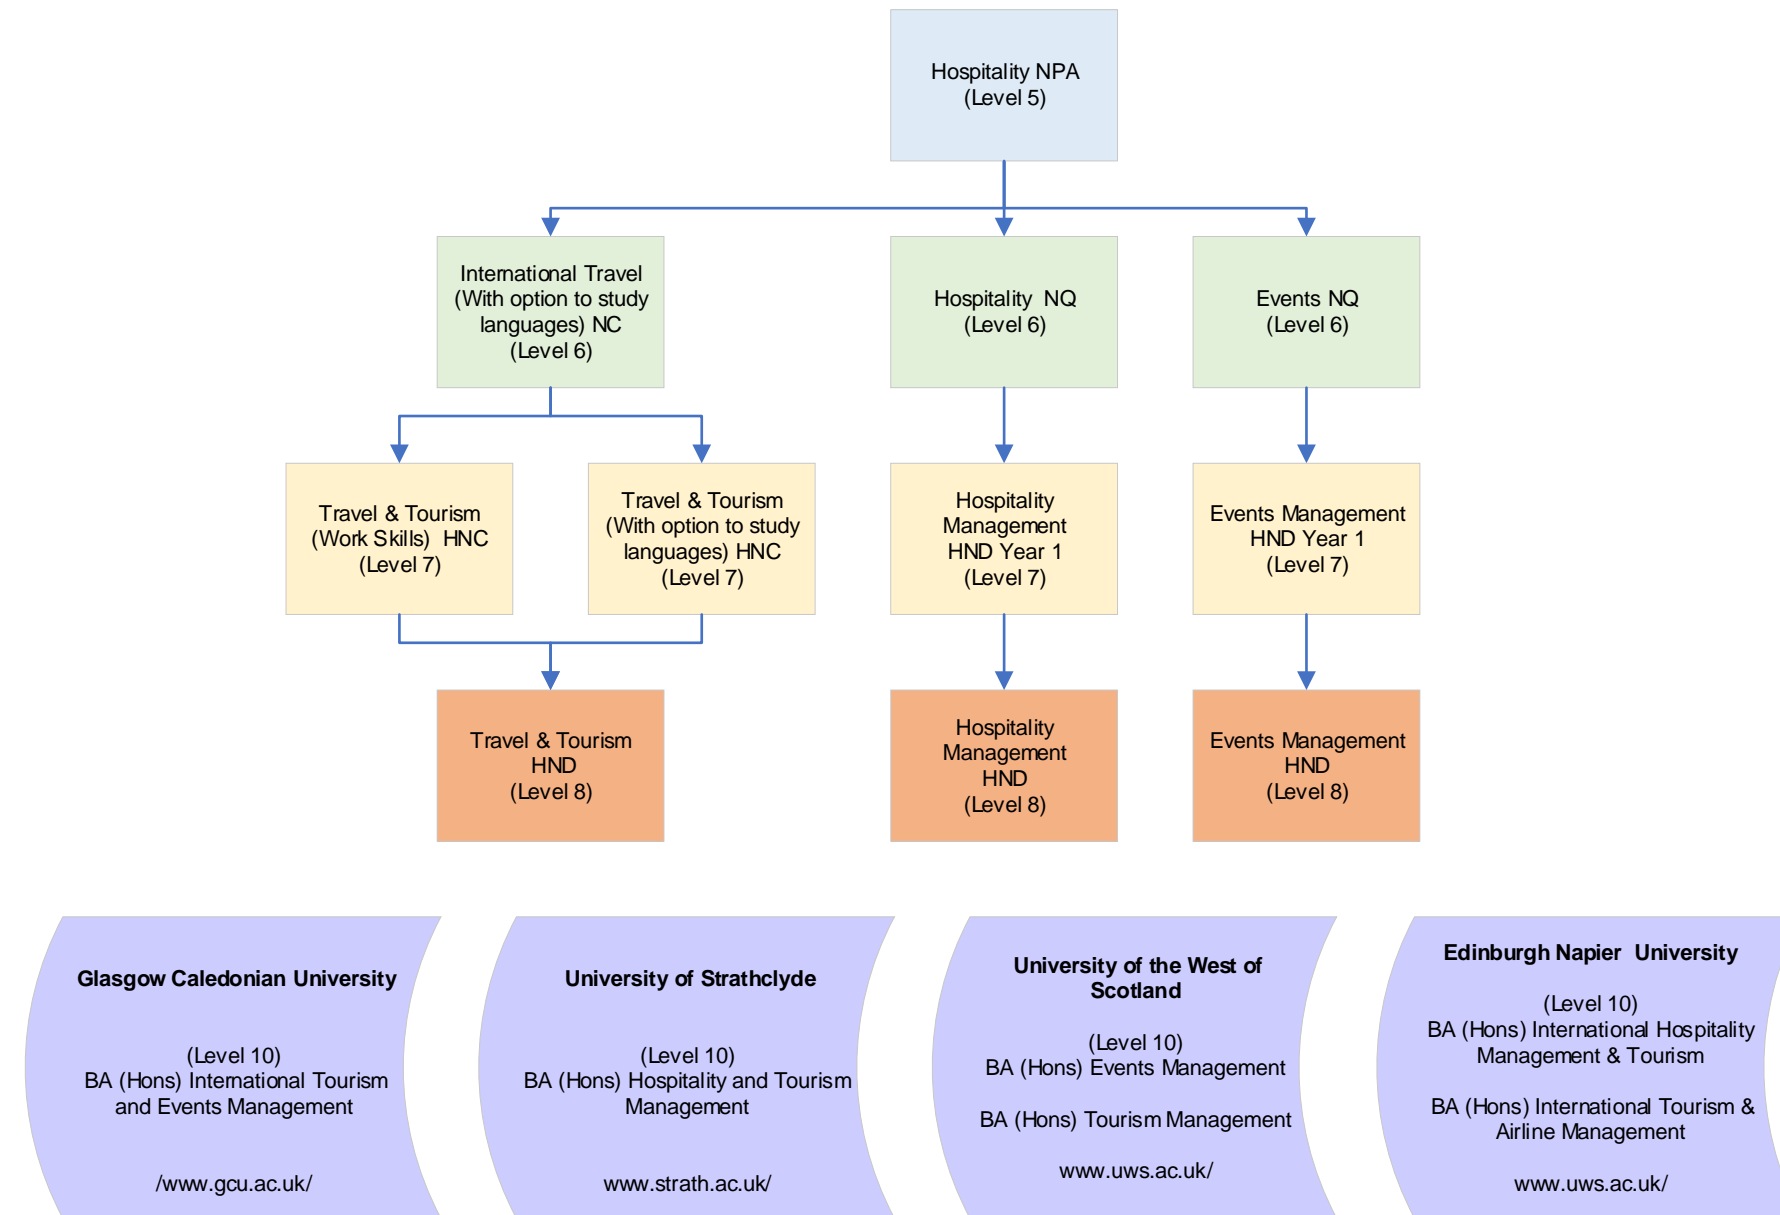 Hospitality NPA
(Level 5)
International Travel
(With option to study
languages) NC
(Level 6)
Hospitality NQ
(Level 6)
Events NQ
(Level 6)
Travel & Tourism
(Work Skills) HNC
(Level 7)
Travel & Tourism
(With option to study
languages) HNC
(Level 7)
Hospitality
Management
HND Year 1
(Level 7)
Events Management
HND Year 1
(Level 7)
Travel & Tourism
HND
(Level 8)
Hospitality
Management
HND
(Level 8)
Events Management
HND
(Level 8)
Glasgow Caledonian University
(Level 10)
BA (Hons) International Tourism
and Events Management
/www.gcu.ac.uk/
University of Strathclyde
(Level 10)
BA (Hons) Hospitality and Tourism
Management
www.strath.ac.uk/
University of the West of
Scotland
(Level 10)
BA (Hons) Events Management
BA (Hons) Tourism Management
www.uws.ac.uk/
Edinburgh Napier University
(Level 10)
BA (Hons) International Hospitality
Management & Tourism
BA (Hons) International Tourism &
Airline Management
www.uws.ac.uk/